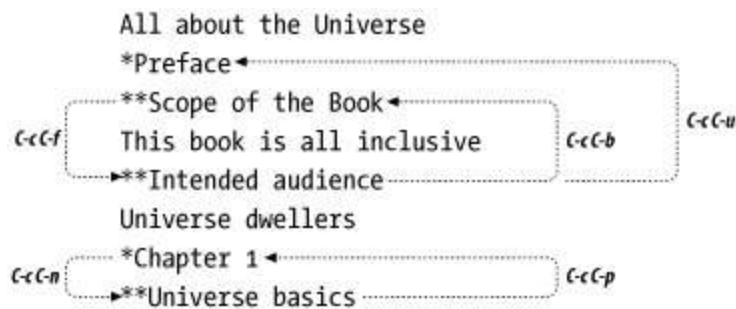 All about the Universe
*Preface
**Scope of the Book
C-c C-u
C-c C-f
This book is all inclusive
C-c C-b
**Intended audience
Universe dwellers
*Chapter 1
C-c C-n
C-c C-p
**Universe basics